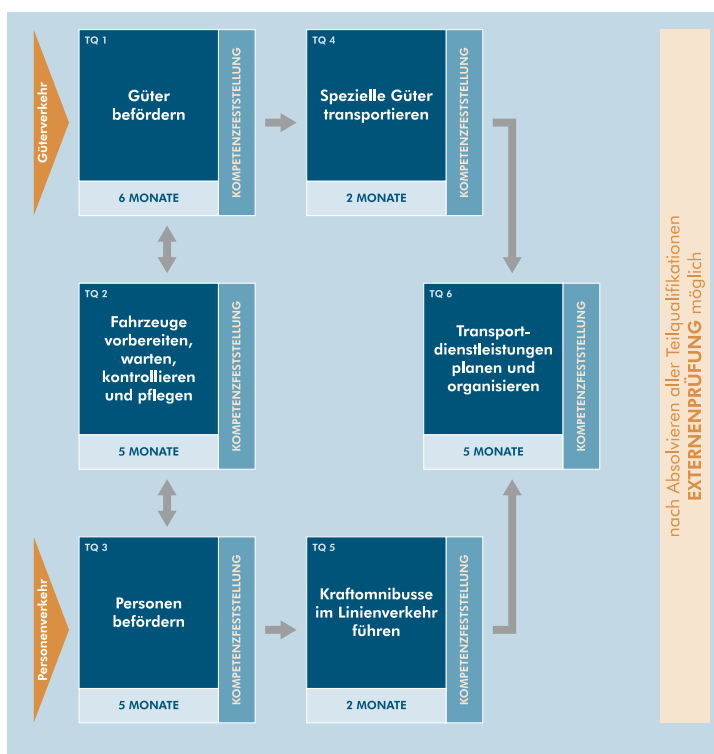 Güterverkehr
TQ 1
Güter
befördern
6 MONATE
KOMPETENZFESTSTELLUNG
TQ 4
Spezielle Güter
transportieren
2 MONATE
KOMPETENZFESTSTELLUNG
TQ 2
Fahrzeuge
vorbereiten,
warten,
kontrollieren
und pflegen
5 MONATE
KOMPETENZFESTSTELLUNG
TQ 6
Transport-
dienstleistungen
planen und
organisieren
5 MONATE
KOMPETENZFESTSTELLUNG
Personenverkehr
TQ 3
Personen
befördern
5 MONATE
KOMPETENZFESTSTELLUNG
TQ 5
Kraftomnibusse
im Linienverkehr
führen
2 MONATE
KOMPETENZFESTSTELLUNG
nach Absolvieren aller Teilqualifikationen
EXTERNENPRÜFUNG möglich